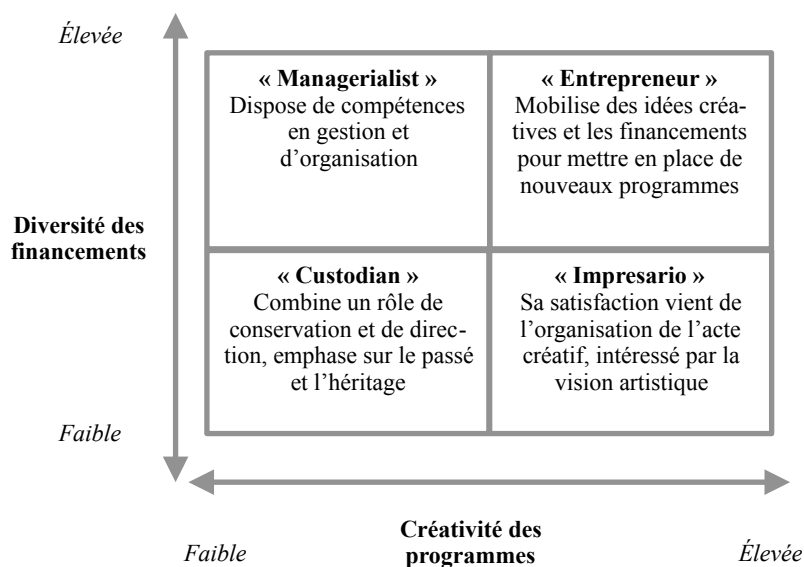 Élevée
« Managerialist »
Dispose de compétences
en gestion et
d’organisation
« Entrepreneur »
Mobilise des idées créa-
tives et les financements
pour mettre en place de
nouveaux programmes
Diversité des
financements
« Custodian »
Combine un rôle de
conservation et de direc-
tion, emphase sur le passé
et l’héritage
« Impresario »
Sa satisfaction vient de
l’organisation de l’acte
créatif, intéressé par la
vision artistique
Faible
Créativité des
programmes
Faible
Élevée